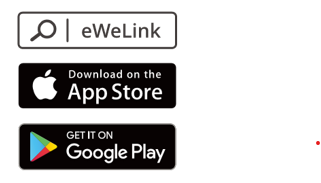 eWeLink
Download on the
App Store
GET IT ON
Google Play